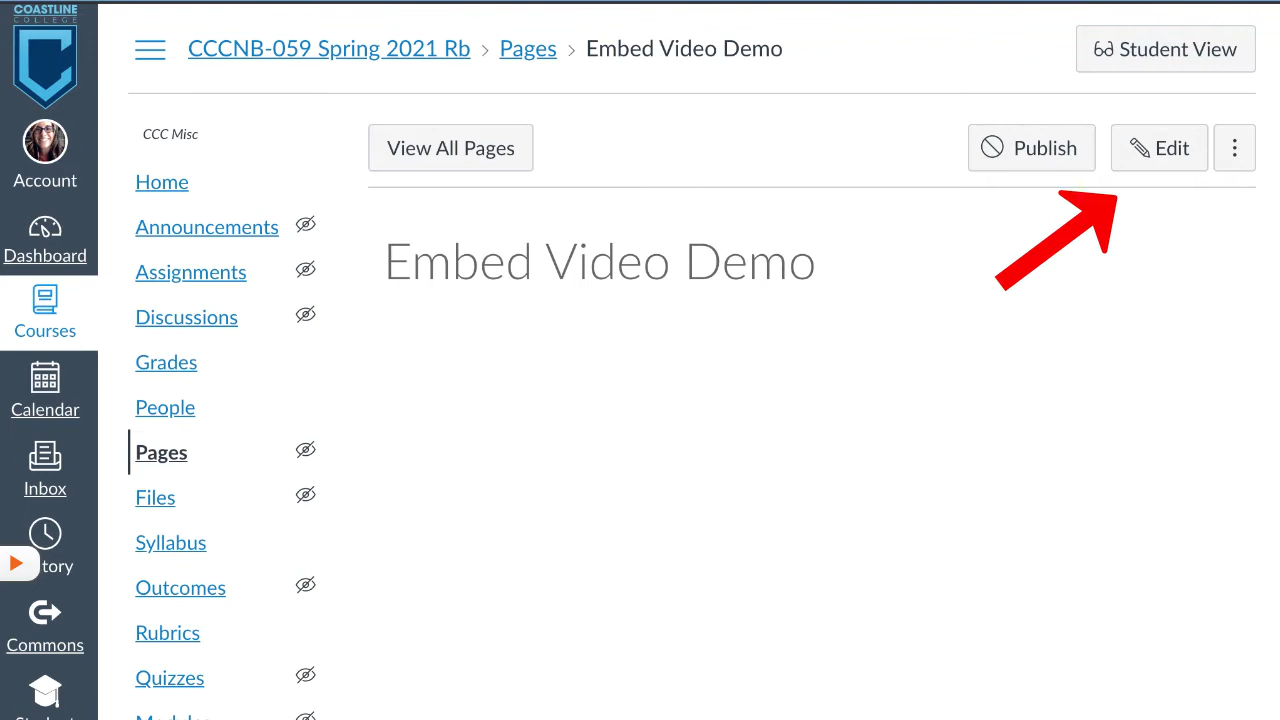 COASTLINE
COLLEGE
Account
Dashboard
Courses
Calendar
Inbox
tory
Commons
CCCNB-059 Spring 2021 Rb > Pages > Embed Video Demo
Student View
CCC Misc
Home
Announcements
Assignments
Discussions
Grades
People
Pages
Files
Syllabus
Outcomes
Rubrics
Quizzes
View All Pages
Publish
Edit
Embed Video Demo